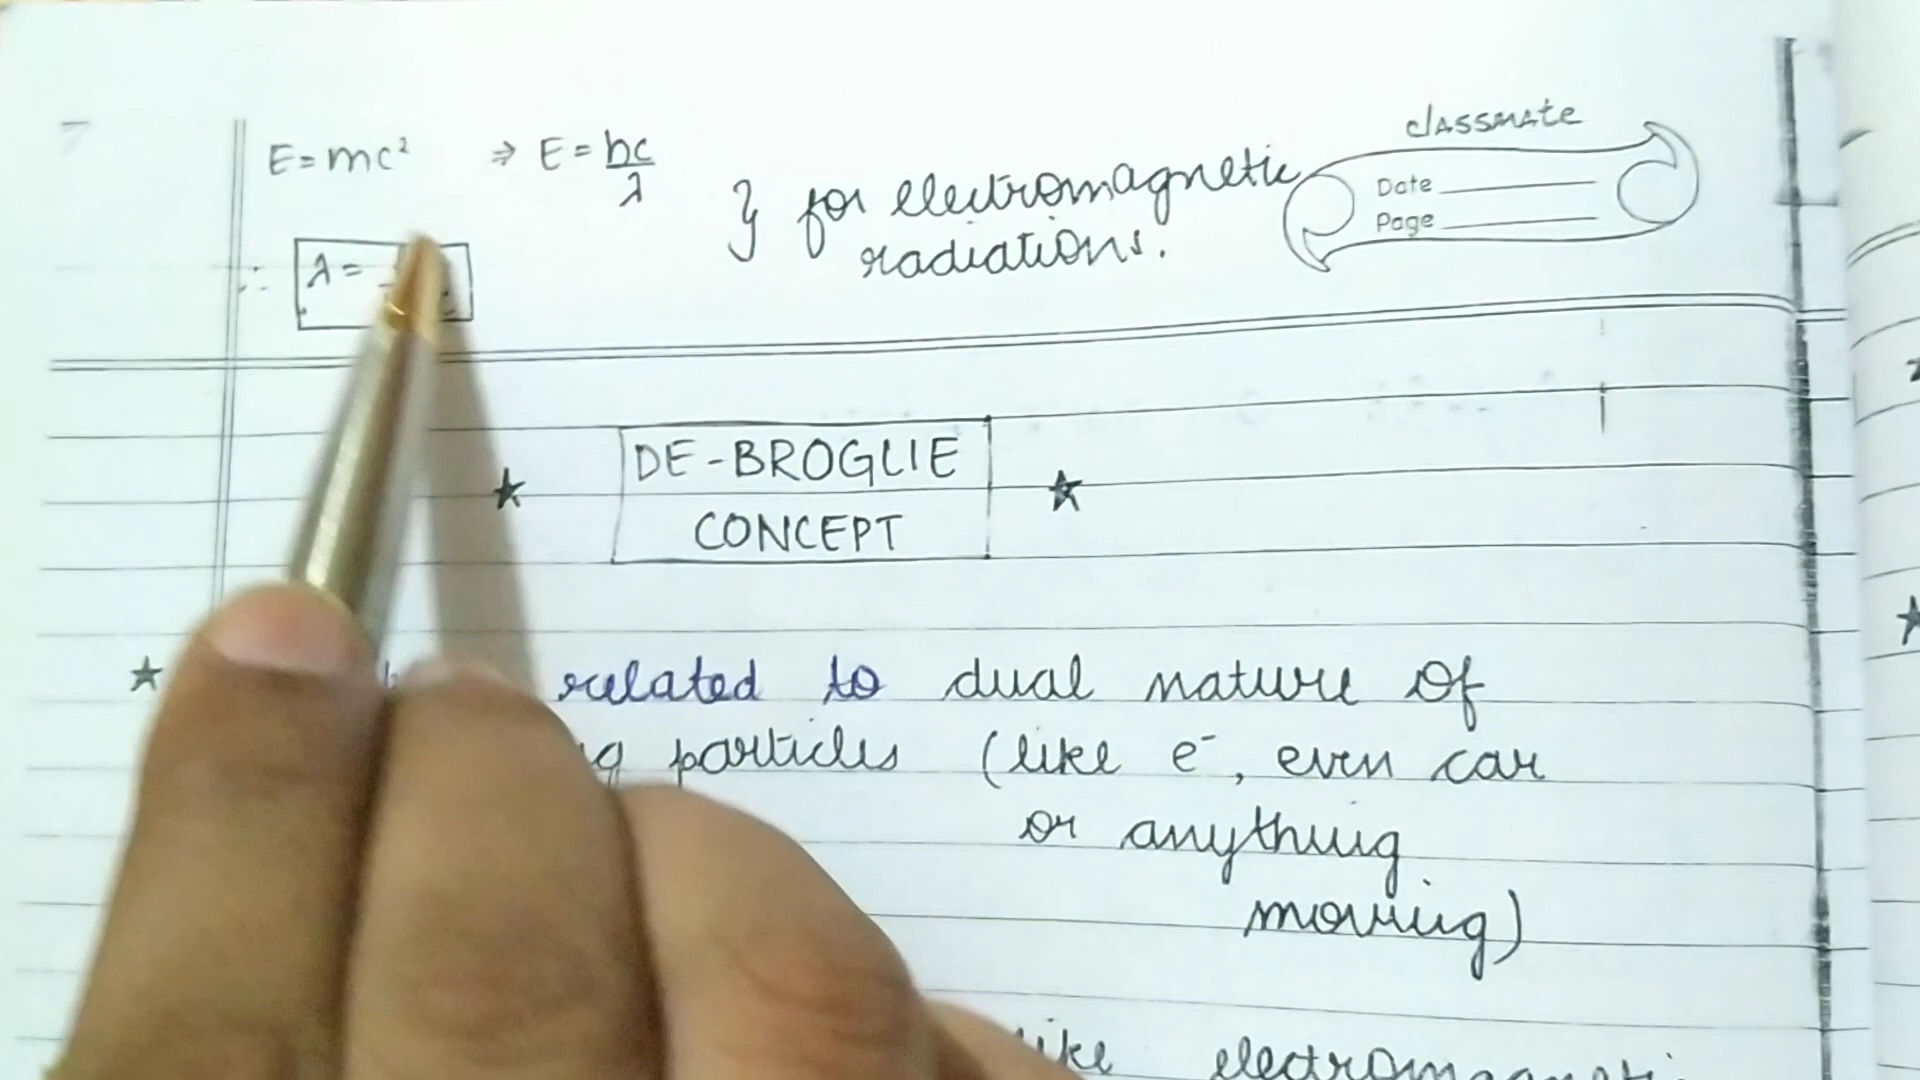 classmate
E=mc² ⇒ E = hc/λ
} for electromagnetic
radiations.
Date
Page
∴ λ =
DE-BROGLIE
CONCEPT
★ related to dual nature of
particles (like e⁻, even car
or anything
moving)
electromagneti